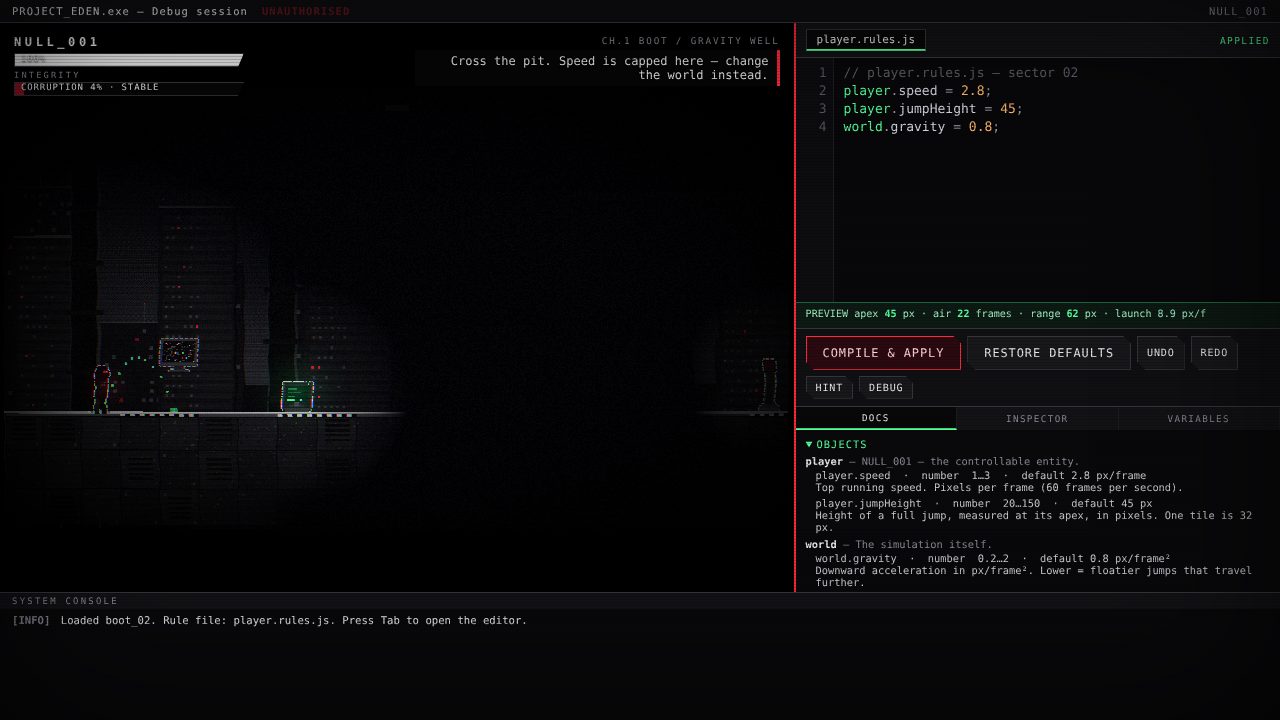 PROJECT_EDEN.exe — Debug session UNAUTHORISED
NULL_001
NULL_001
100%
INTEGRITY
CORRUPTION 4% · STABLE
CH.1 BOOT / GRAVITY WELL
Cross the pit. Speed is capped here — change
the world instead.
player.rules.js
APPLIED
1 // player.rules.js — sector 02
2 player.speed = 2.8;
3 player.jumpHeight = 45;
4 world.gravity = 0.8;
PREVIEW apex 45 px · air 22 frames · range 62 px · launch 8.9 px/f
COMPILE & APPLY
RESTORE DEFAULTS
UNDO
REDO
HINT
DEBUG
DOCS
INSPECTOR
VARIABLES
▼ OBJECTS
player — NULL_001 — the controllable entity.
player.speed · number 1…3 · default 2.8 px/frame
Top running speed. Pixels per frame (60 frames per second).
player.jumpHeight · number 20…150 · default 45 px
Height of a full jump, measured at its apex, in pixels. One tile is 32
px.
world — The simulation itself.
world.gravity · number 0.2…2 · default 0.8 px/frame²
Downward acceleration in px/frame². Lower = floatier jumps that travel
further.
SYSTEM CONSOLE
[INFO] Loaded boot_02. Rule file: player.rules.js. Press Tab to open the editor.